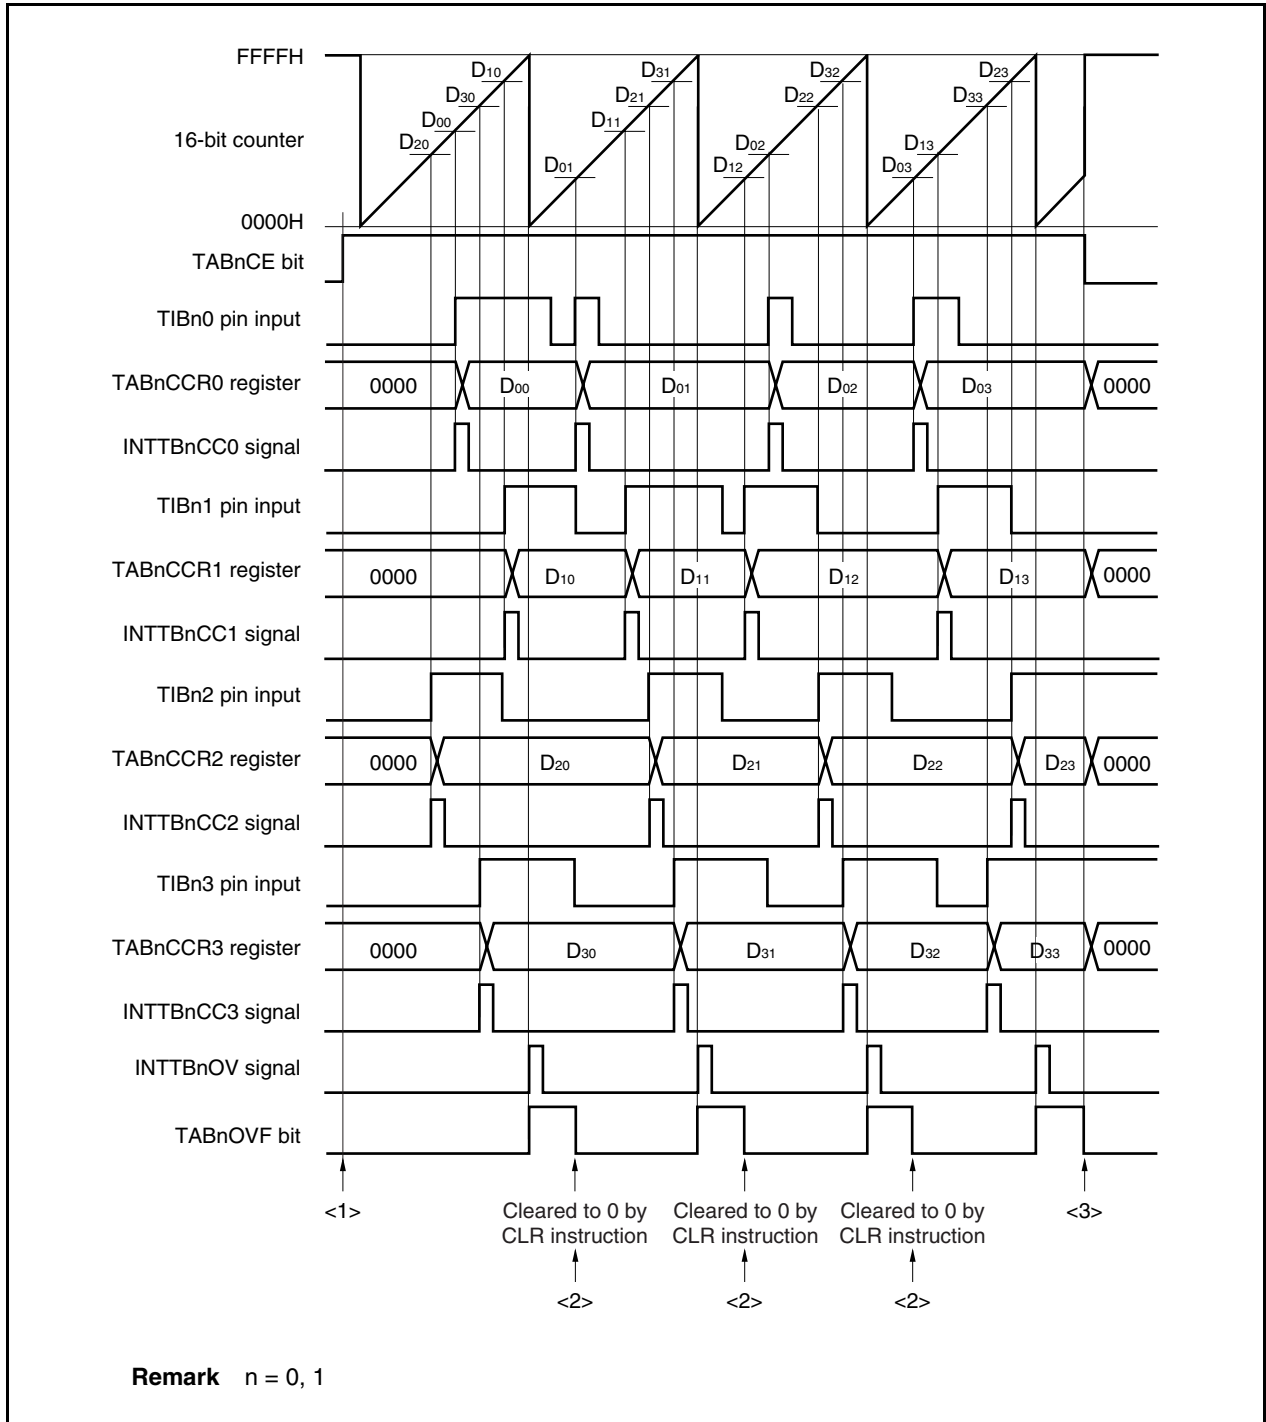 FFFFH
D10
D31
D32
D23
D30
D21
D22
D33
D00
D11
16-bit counter
D20
D02
D13
D01
D12
D03
0000H
TABnCE bit
TIBn0 pin input
TABnCCR0 register
0000
D00
D01
D02
D03
0000
INTTBnCC0 signal
TIBn1 pin input
TABnCCR1 register
0000
D10
D11
D12
D13
0000
INTTBnCC1 signal
TIBn2 pin input
TABnCCR2 register
0000
D20
D21
D22
D23
0000
INTTBnCC2 signal
TIBn3 pin input
TABnCCR3 register
0000
D30
D31
D32
D33
0000
INTTBnCC3 signal
INTTBnOV signal
TABnOVF bit
<1>
Cleared to 0 by
CLR instruction
Cleared to 0 by
CLR instruction
Cleared to 0 by
CLR instruction
<3>
<2>
<2>
<2>
Remark n = 0, 1